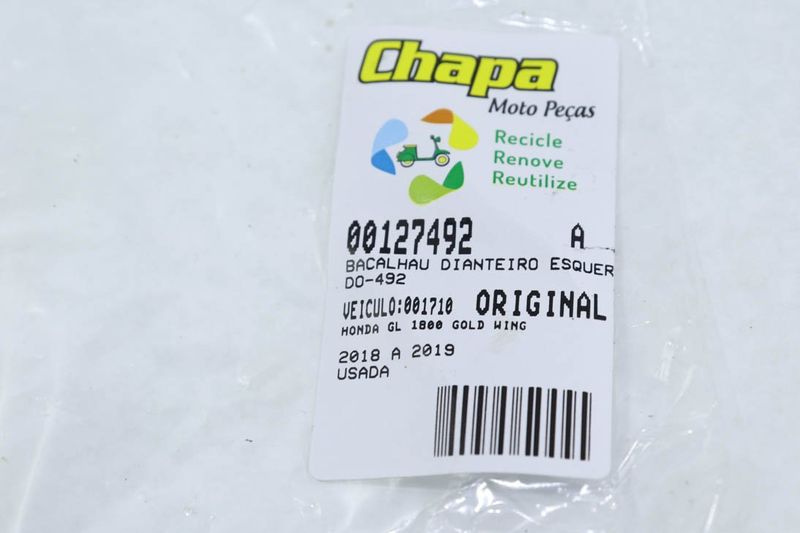 Chapa
Moto Peças
Recicle
Renove
Reutilize
00127492 A
BACALHAU DIANTEIRO ESQUER
DO-492
VEICULO:001710 ORIGINAL
HONDA GL 1800 GOLD WING
2018 A 2019
USADA